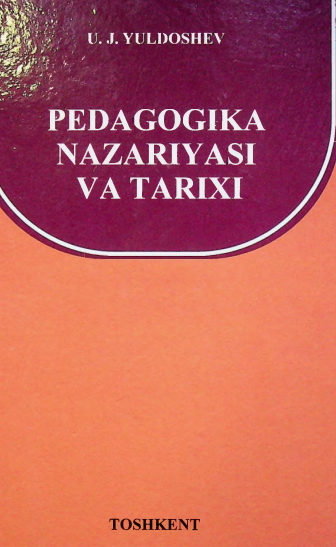 U. J. YULDOSHEV
PEDAGOGIKA
NAZARIYASI
VA TARIXI
TOSHKENT